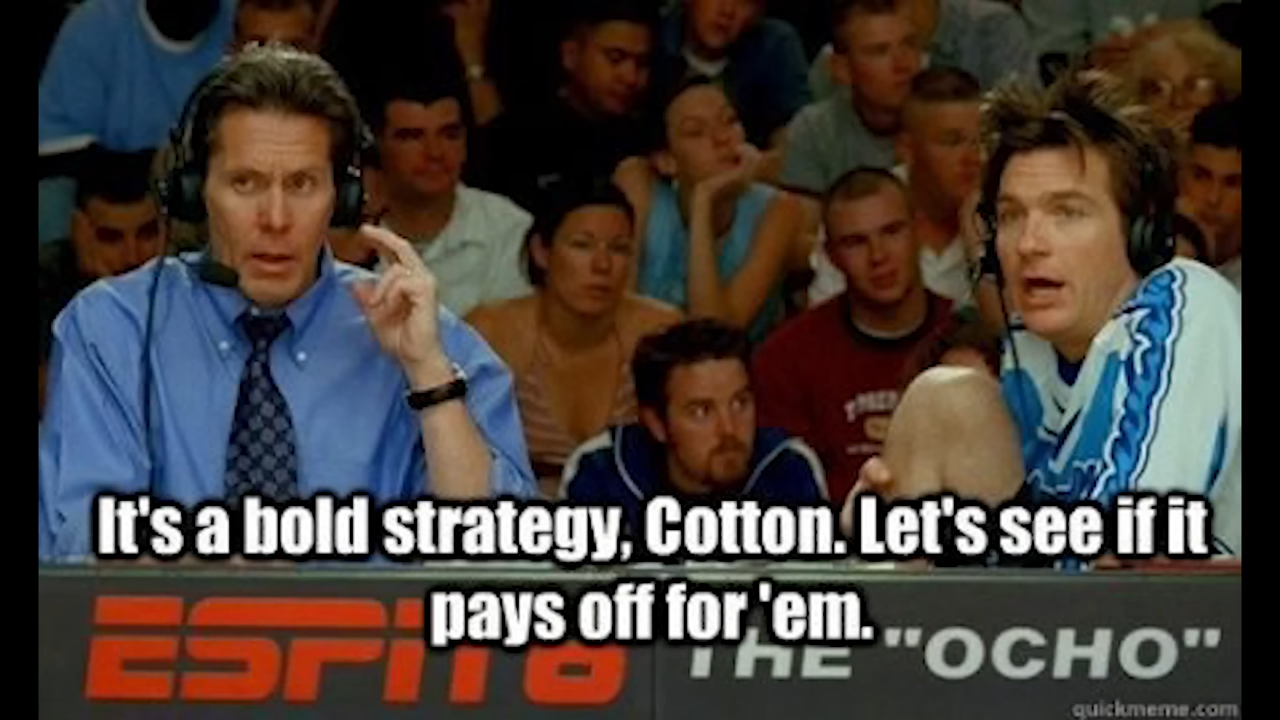 It's a bold strategy, Cotton. Let's see if it
pays off for 'em.
ESPN 8
THE "OCHO"
quickmeme.com